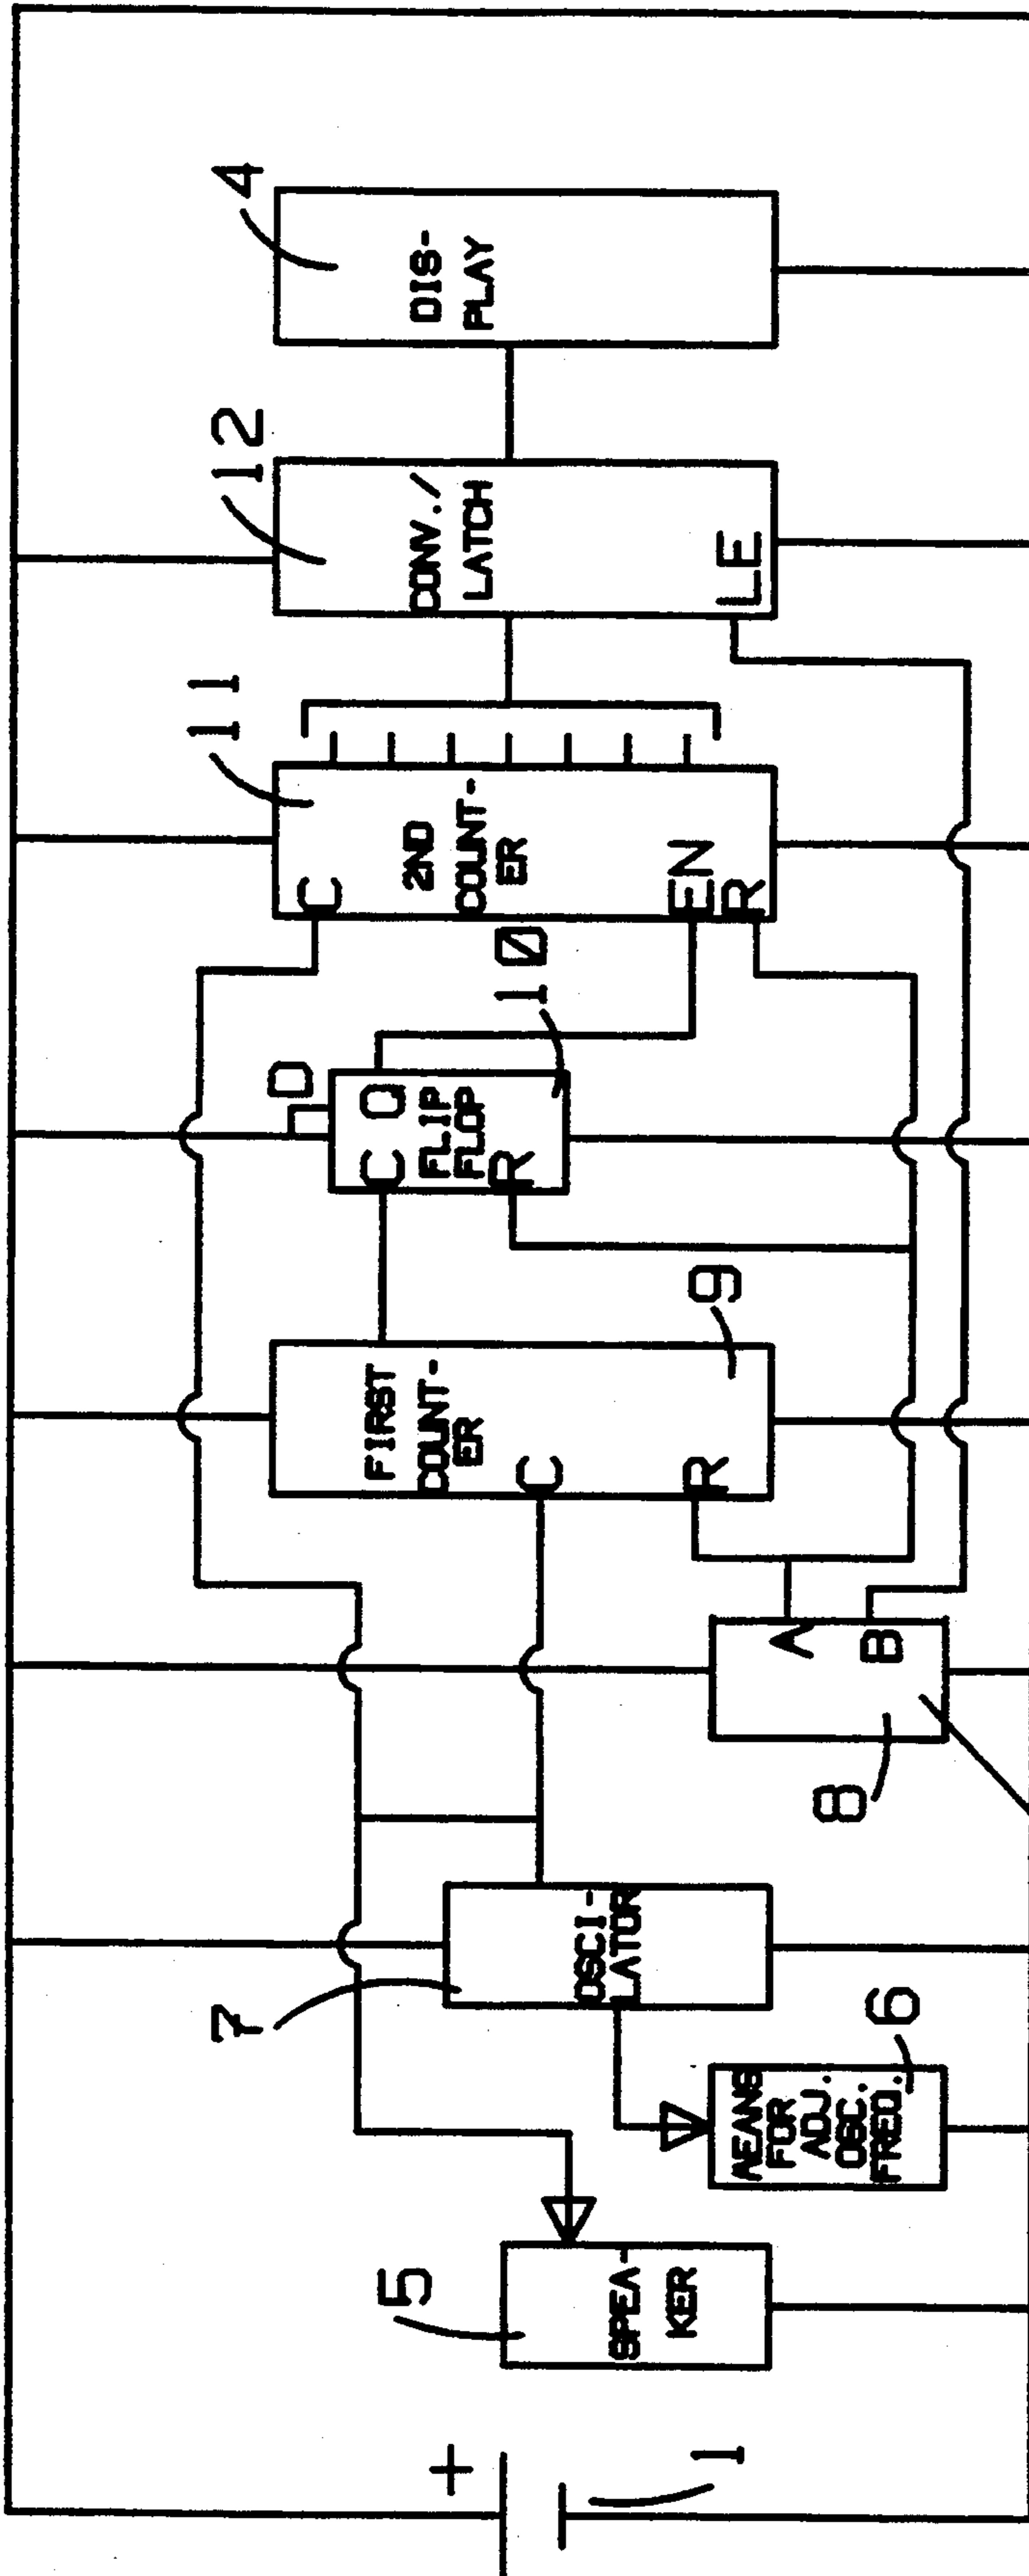 +
1
5
SPEA-
KER
AEANS
FOR
ADJ.
OSC.
FREQ.
6
7
OSCI-
LATOR
8
A
B
FIRST
COUNT-
ER
C
R
9
D
C Q
FLIP
FLOP
R
10
C
2ND
COUNT-
ER
EN
R
11
CONV./
LATCH
LE
12
DIS-
PLAY
4